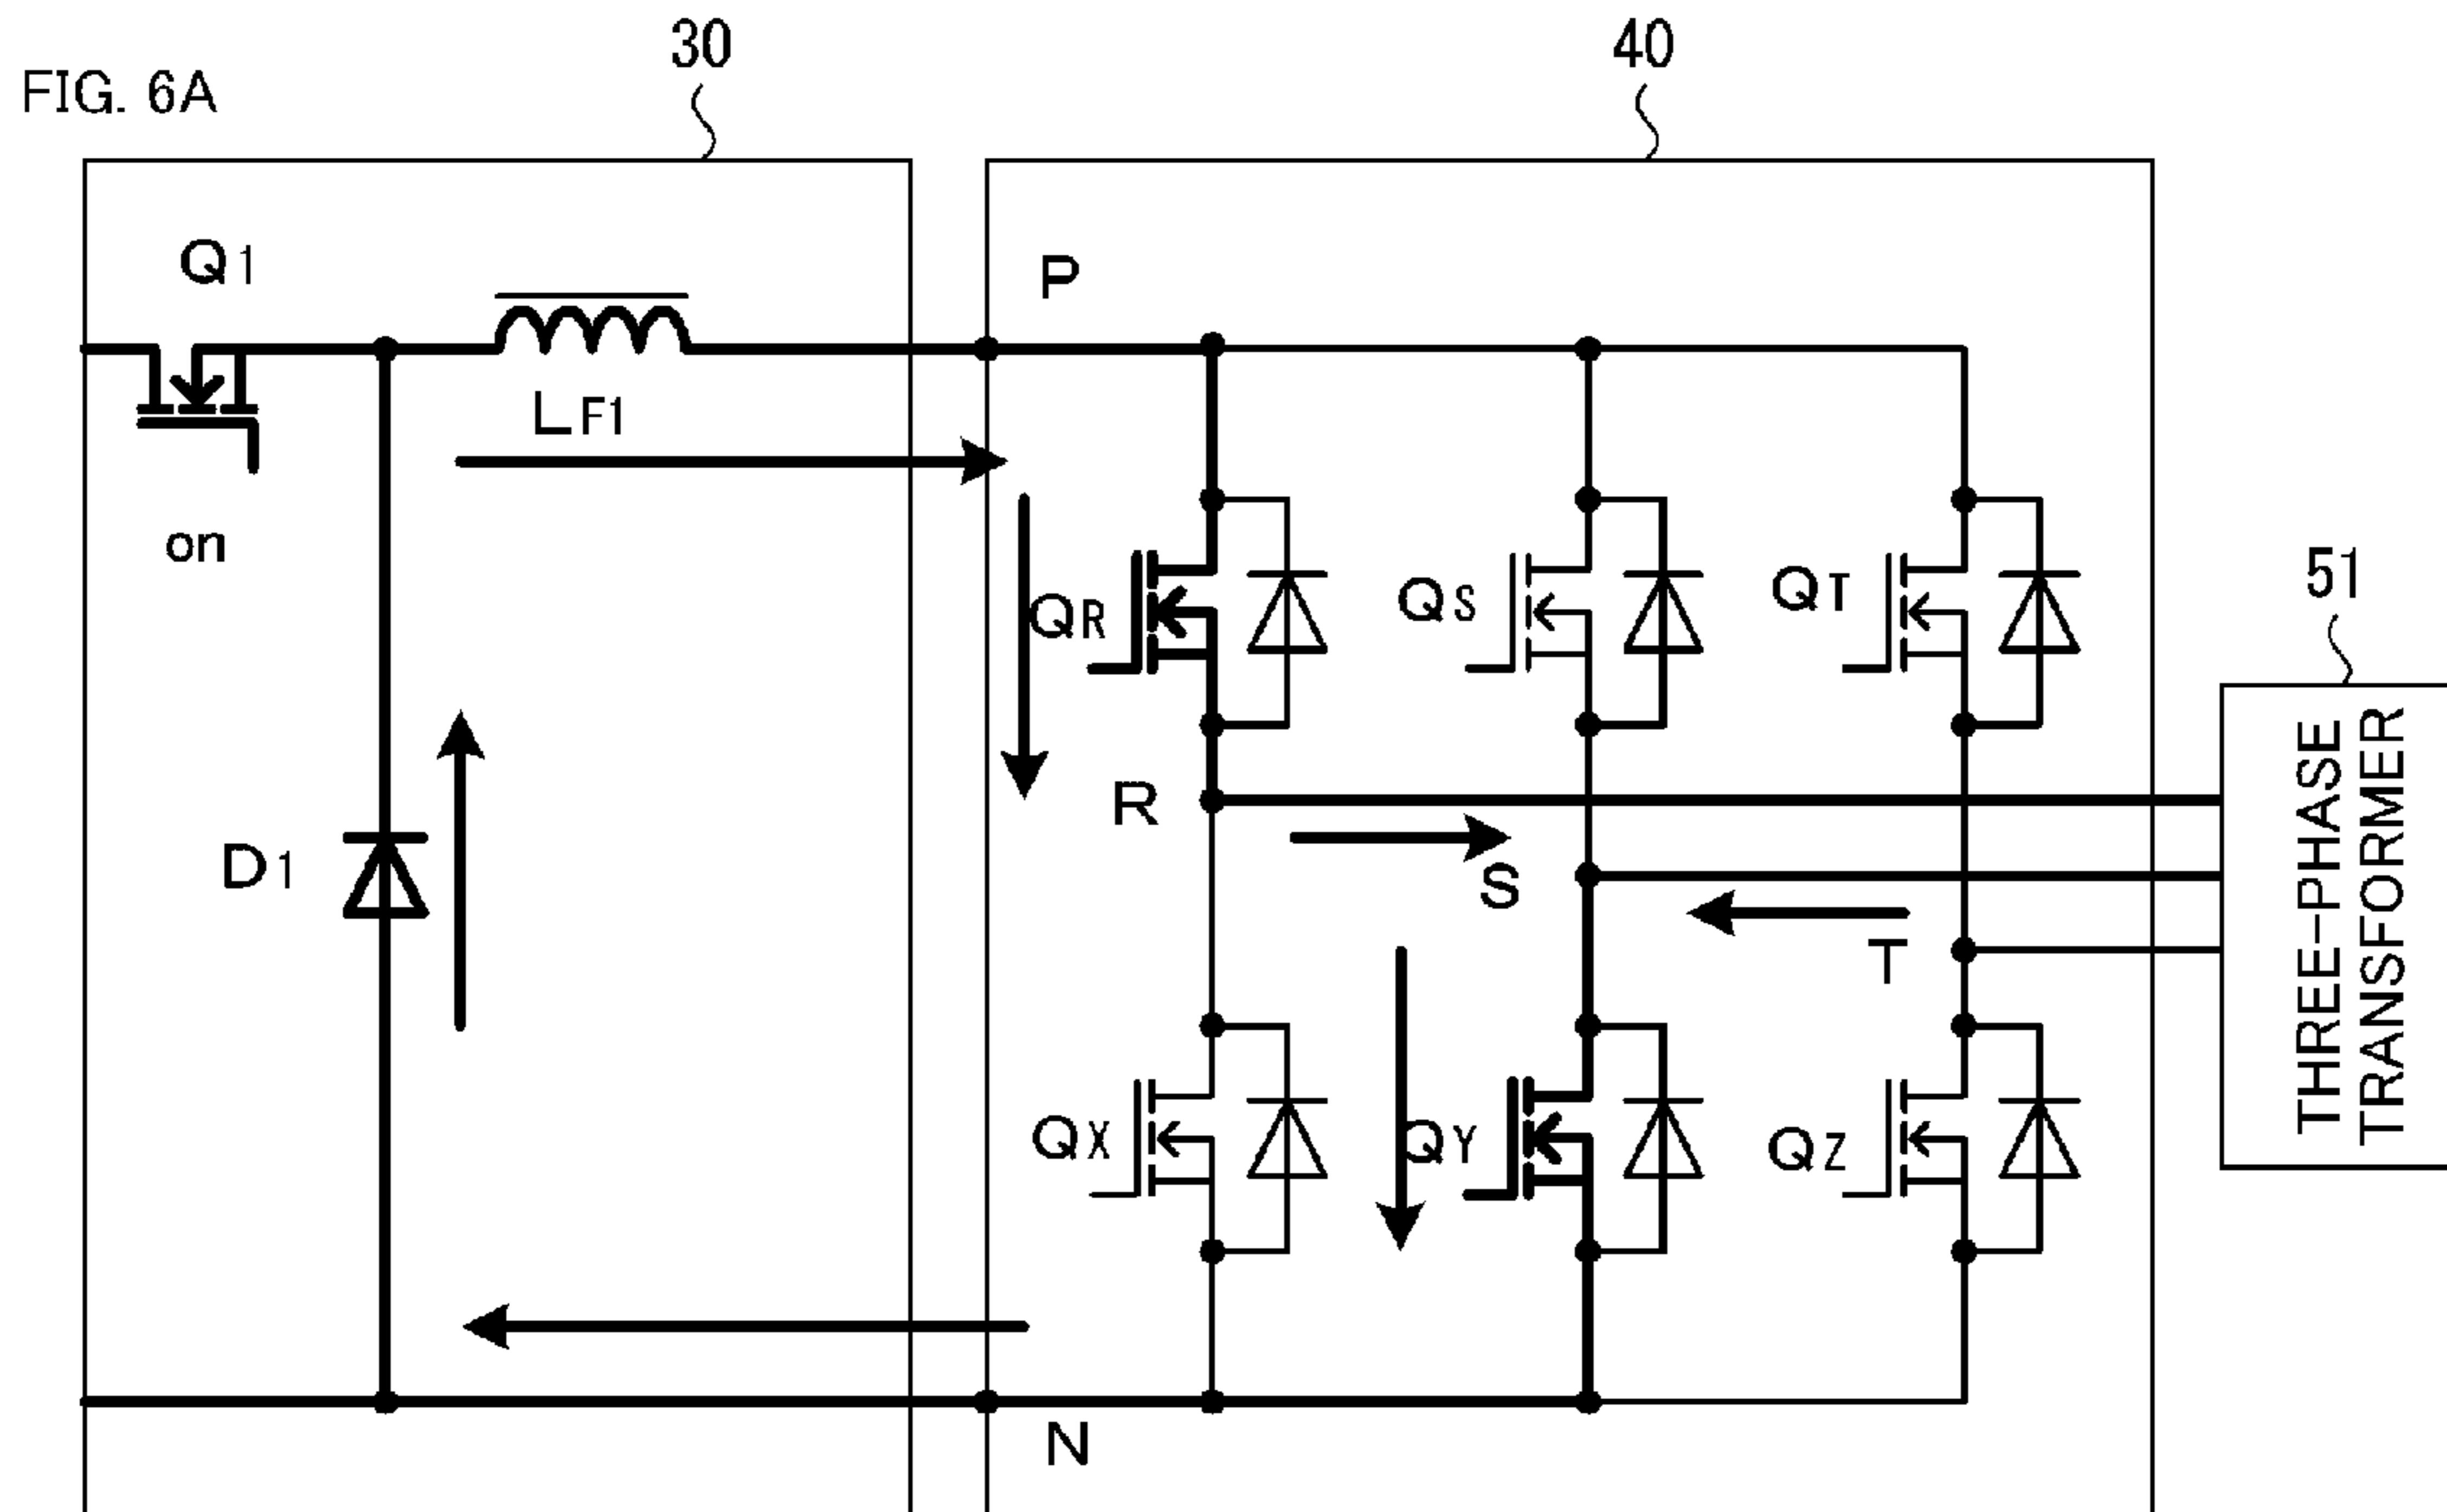 FIG. 6A
30
40
Q1
P
LF1
on
QR
QS
QT
51
R
D1
S
T
THREE-PHASE
TRANSFORMER
QX
QY
QZ
N